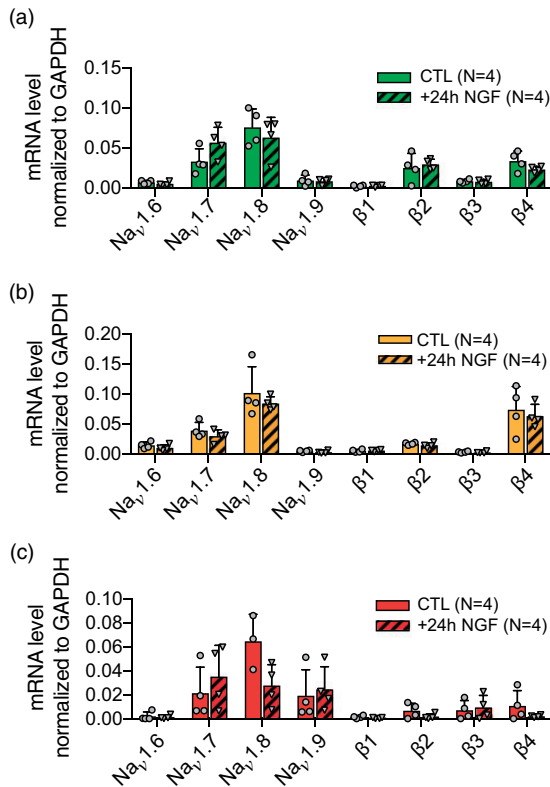 (a)
mRNA level
normalized to GAPDH
0.15
0.10
0.05
0.00
CTL (N=4)
+24h NGF (N=4)
Naᵥ1.6
Naᵥ1.7
Naᵥ1.8
Naᵥ1.9
β1
β2
β3
β4
(b)
mRNA level
normalized to GAPDH
0.20
0.15
0.10
0.05
0.00
CTL (N=4)
+24h NGF (N=4)
Naᵥ1.6
Naᵥ1.7
Naᵥ1.8
Naᵥ1.9
β1
β2
β3
β4
(c)
mRNA level
normalized to GAPDH
0.10
0.08
0.06
0.04
0.02
0.00
CTL (N=4)
+24h NGF (N=4)
Naᵥ1.6
Naᵥ1.7
Naᵥ1.8
Naᵥ1.9
β1
β2
β3
β4